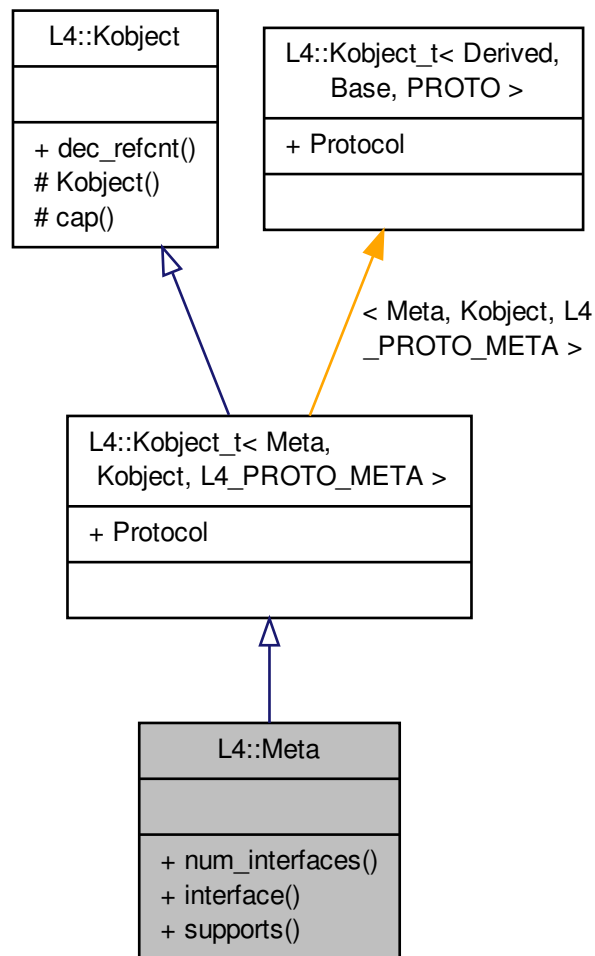 L4::Kobject
+ dec_refcnt()
# Kobject()
# cap()
L4::Kobject_t< Derived,
Base, PROTO >
+ Protocol
< Meta, Kobject, L4
_PROTO_META >
L4::Kobject_t< Meta,
Kobject, L4_PROTO_META >
+ Protocol
L4::Meta
+ num_interfaces()
+ interface()
+ supports()